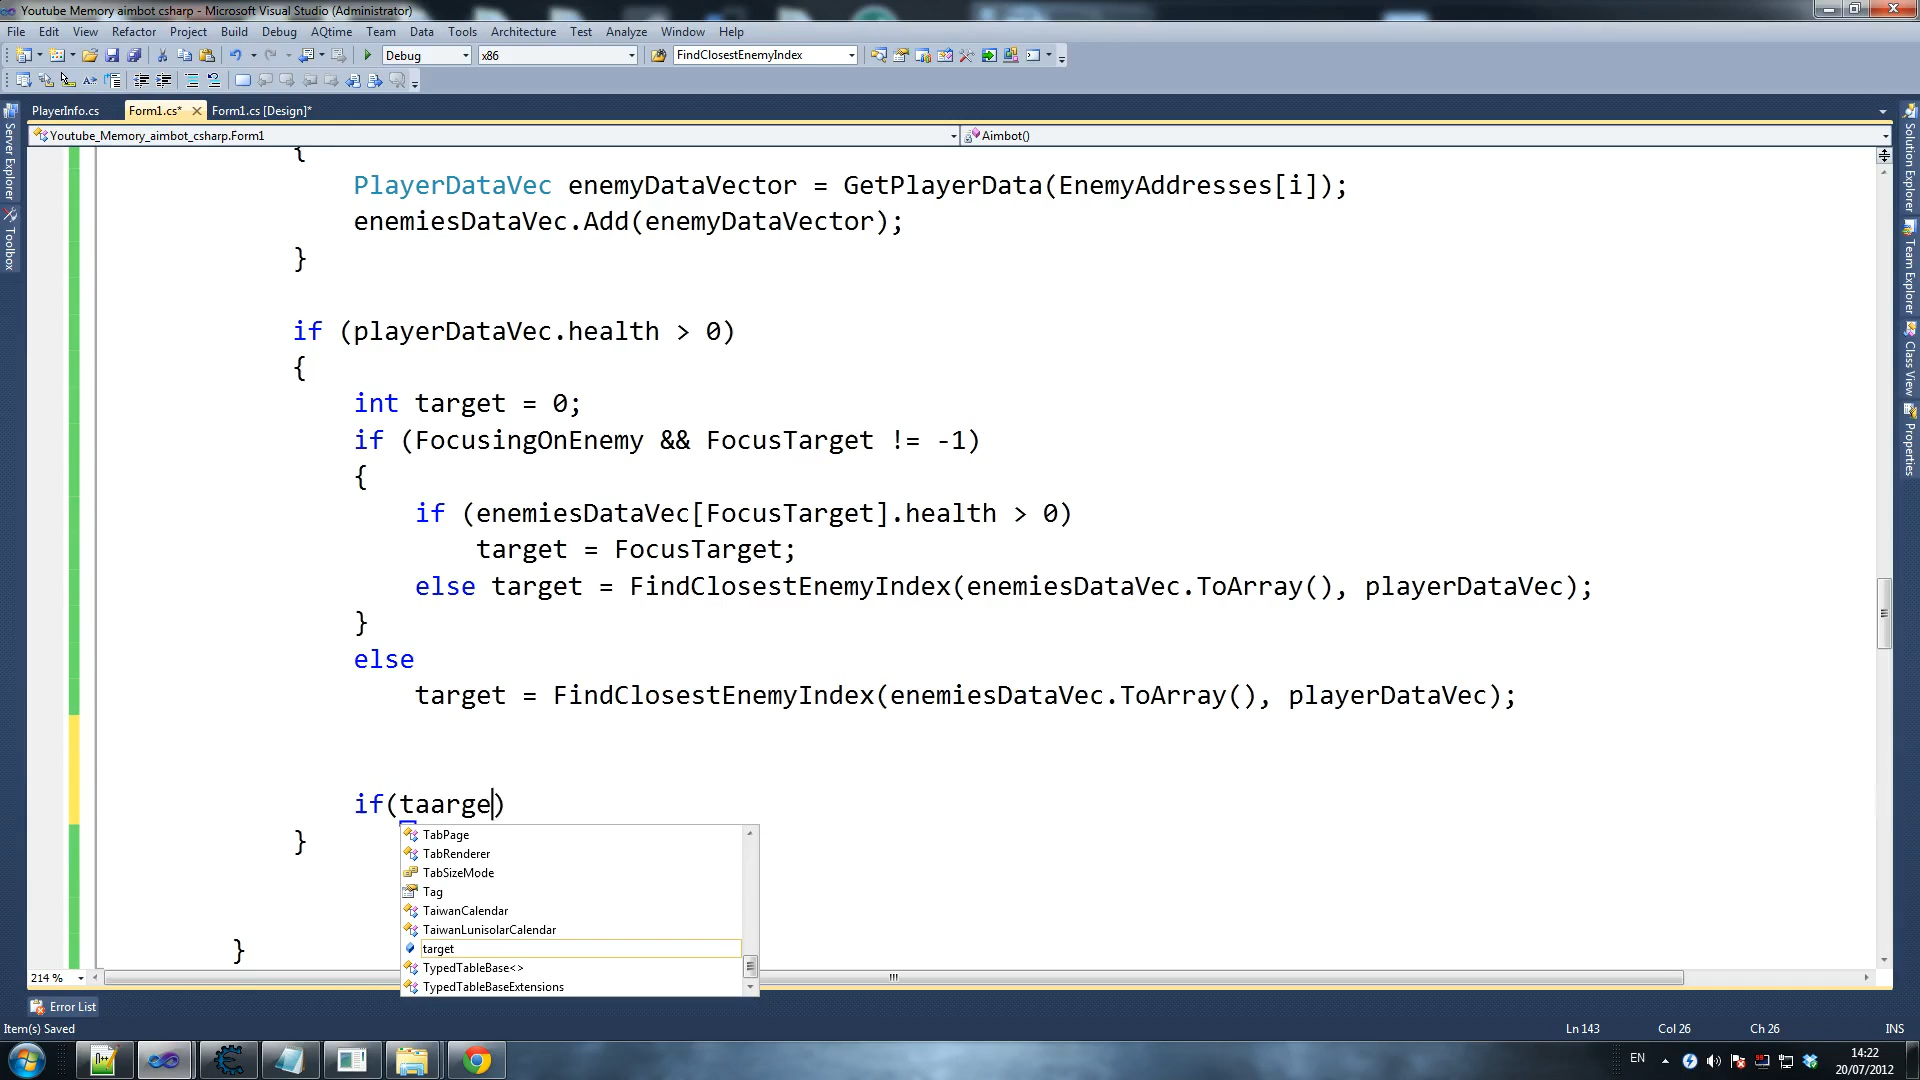 Youtube Memory aimbot csharp - Microsoft Visual Studio (Administrator)
File Edit View Refactor Project Build Debug AQtime Team Data Tools Architecture Test Analyze Window Help
Debug x86 FindClosestEnemyIndex
PlayerInfo.cs Form1.cs* Form1.cs [Design]*
Youtube_Memory_aimbot_csharp.Form1 Aimbot()
{
PlayerDataVec enemyDataVector = GetPlayerData(EnemyAddresses[i]);
enemiesDataVec.Add(enemyDataVector);
}
if (playerDataVec.health > 0)
{
int target = 0;
if (FocusingOnEnemy && FocusTarget != -1)
{
if (enemiesDataVec[FocusTarget].health > 0)
target = FocusTarget;
else target = FindClosestEnemyIndex(enemiesDataVec.ToArray(), playerDataVec);
}
else
target = FindClosestEnemyIndex(enemiesDataVec.ToArray(), playerDataVec);
if(taarge)
}
TabPage
TabRenderer
TabSizeMode
Tag
TaiwanCalendar
TaiwanLunisolarCalendar
target
TypedTableBase<>
TypedTableBaseExtensions
}
214 %
Server Explorer
Toolbox
Solution Explorer
Team Explorer
Class View
Properties
Error List
Item(s) Saved Ln 143 Col 26 Ch 26 INS
EN 14:22
20/07/2012